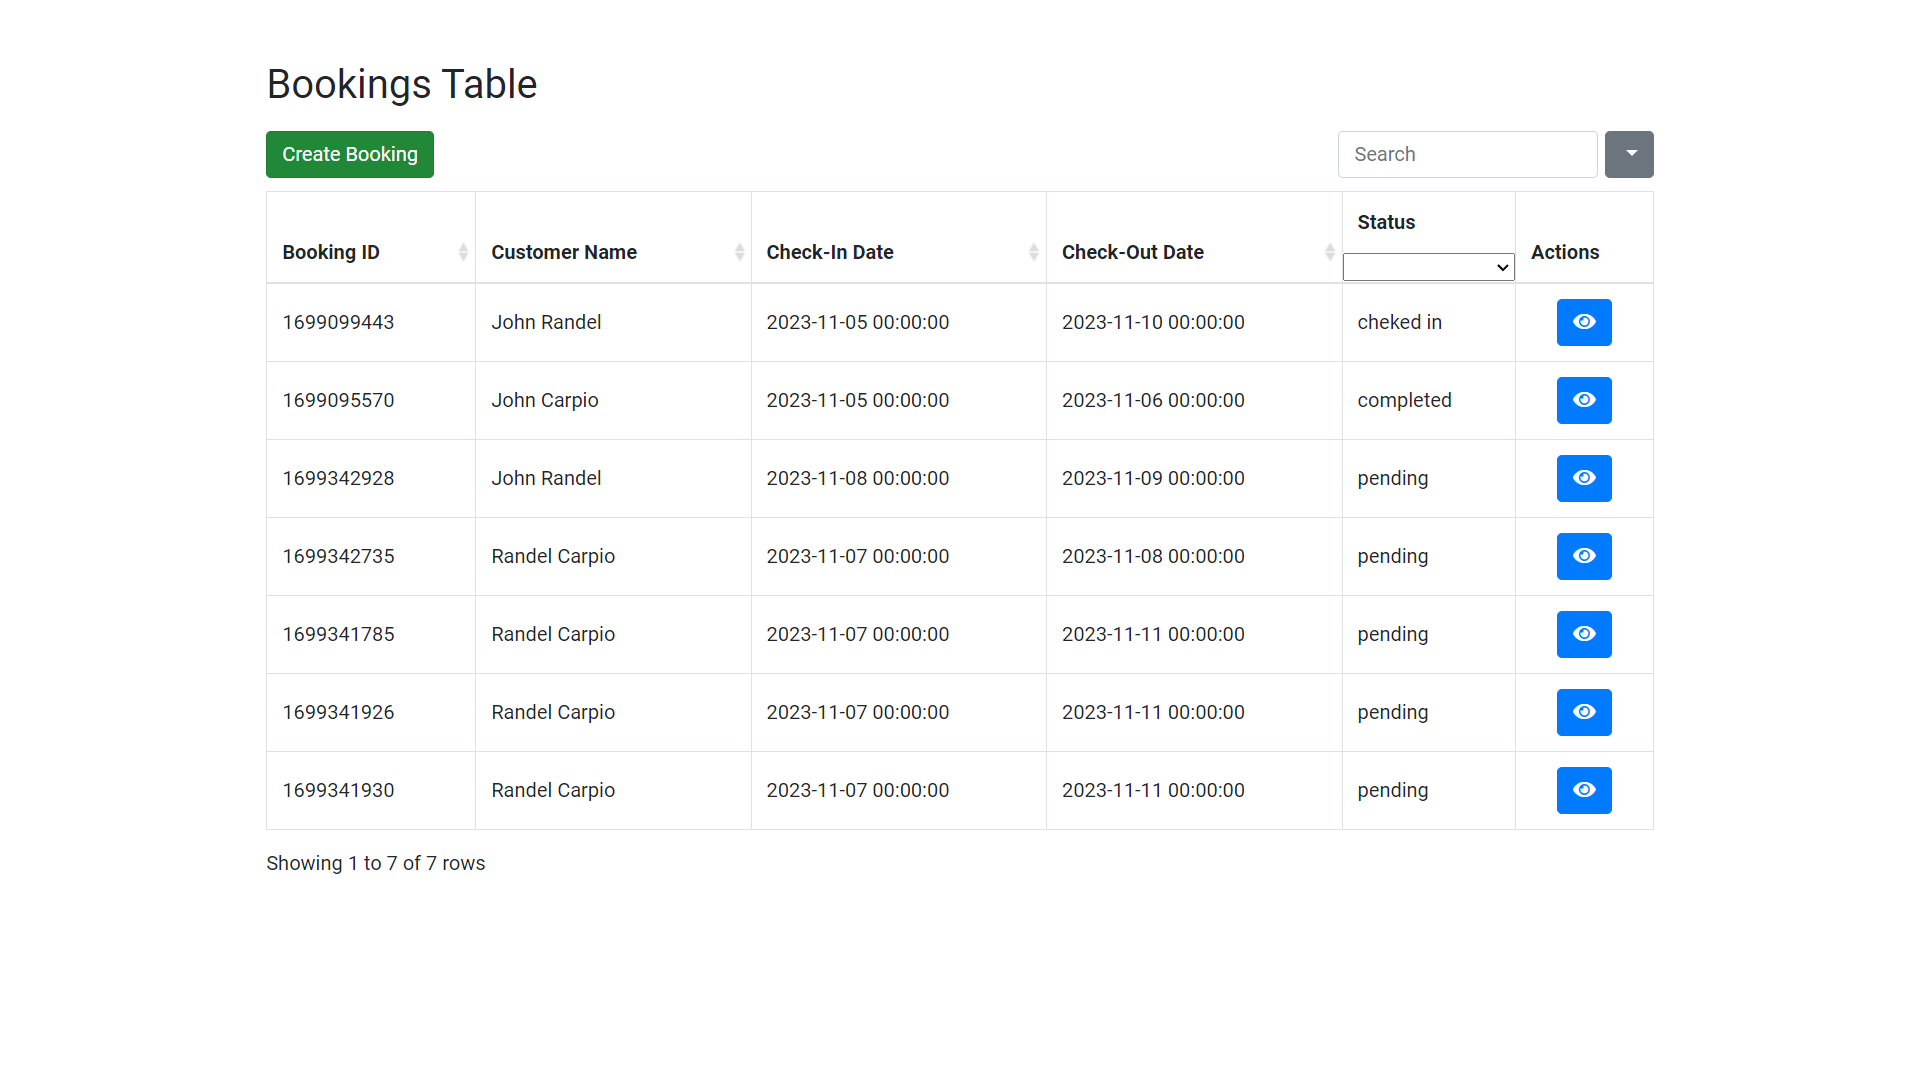 Bookings Table
Create Booking
Search
Booking ID Customer Name Check-In Date Check-Out Date Status Actions
1699099443 John Randel 2023-11-05 00:00:00 2023-11-10 00:00:00 cheked in
1699095570 John Carpio 2023-11-05 00:00:00 2023-11-06 00:00:00 completed
1699342928 John Randel 2023-11-08 00:00:00 2023-11-09 00:00:00 pending
1699342735 Randel Carpio 2023-11-07 00:00:00 2023-11-08 00:00:00 pending
1699341785 Randel Carpio 2023-11-07 00:00:00 2023-11-11 00:00:00 pending
1699341926 Randel Carpio 2023-11-07 00:00:00 2023-11-11 00:00:00 pending
1699341930 Randel Carpio 2023-11-07 00:00:00 2023-11-11 00:00:00 pending
Showing 1 to 7 of 7 rows